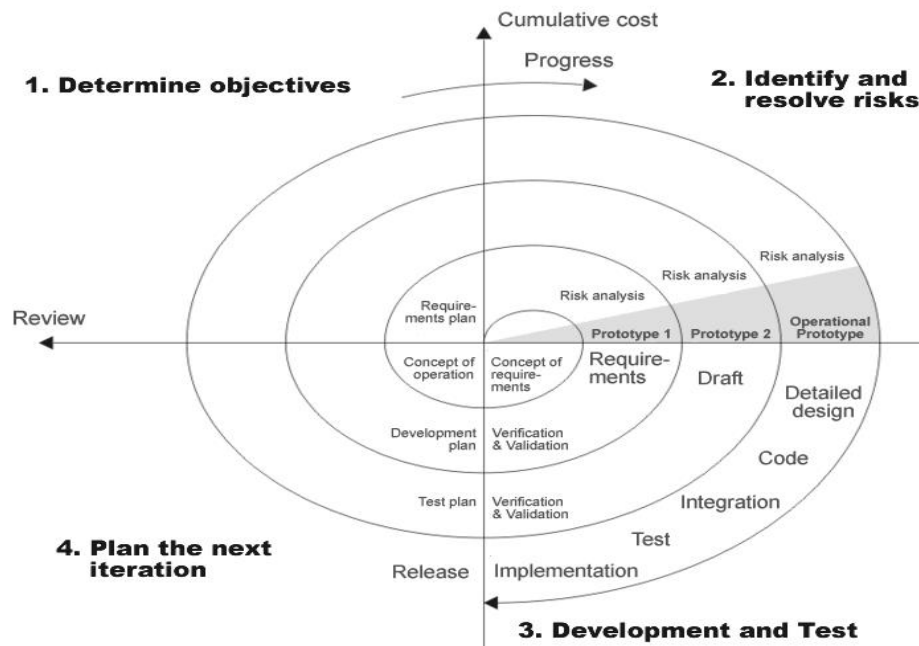 Cumulative cost
Progress
1. Determine objectives
2. Identify and
resolve risks
Risk analysis
Risk analysis
Risk analysis
Require-
ments plan
Review
Prototype 1
Prototype 2
Operational
Prototype
Concept of
operation
Concept of
require-
ments
Require-
ments
Draft
Detailed
design
Development
plan
Verification
& Validation
Code
Test plan
Verification
& Validation
Integration
Test
4. Plan the next
iteration
Release
Implementation
3. Development and Test